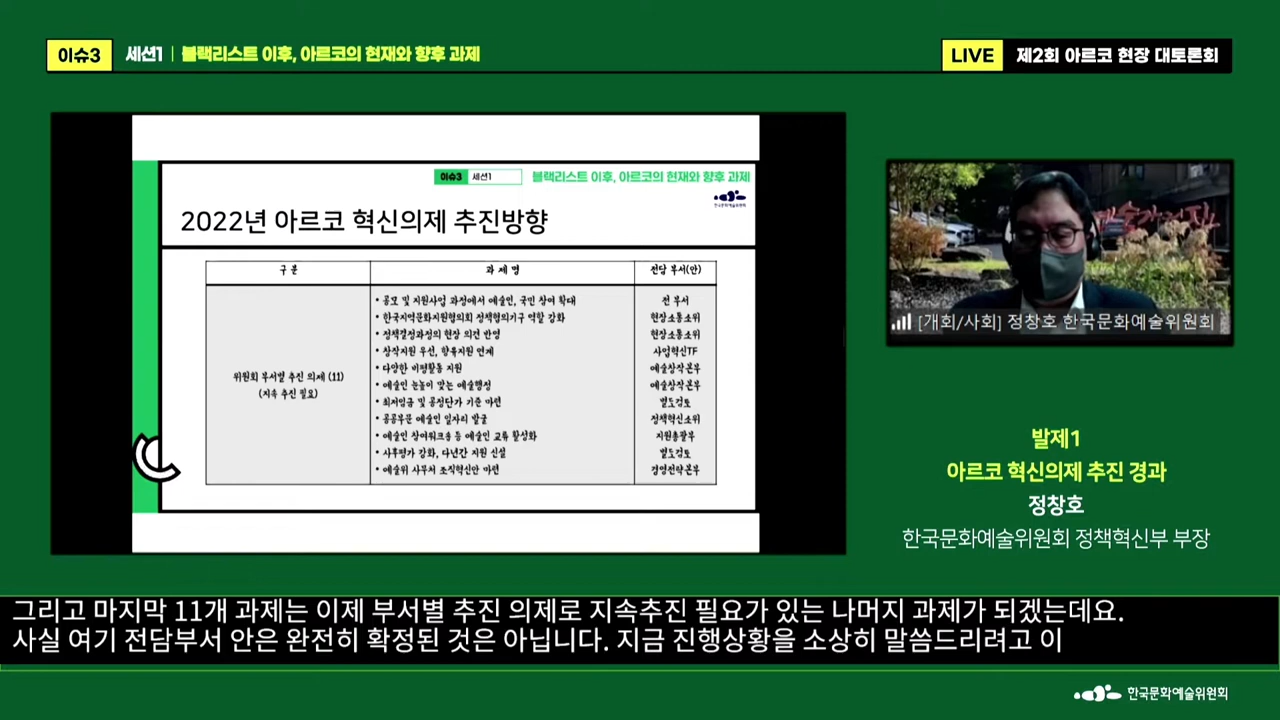 이슈3 세션1 | 블랙리스트 이후, 아르코의 현재와 향후 과제
LIVE 제2회 아르코 현장 대토론회
이슈3 세션1 블랙리스트 이후, 아르코의 현재와 향후 과제
한국문화예술위원회
2022년 아르코 혁신의제 추진방향
구 분 과 제 명 전담 부서(안)
위원회 부서별 추진 의제 (11)
(지속 추진 필요)
• 공모 및 지원사업 과정에서 예술인, 국민 참여 확대 전 부서
• 한국지역문화지원협의회 정책협의기구 역할 강화 현장소통소위
• 정책결정과정의 현장 의견 반영 현장소통소위
• 창작지원 우선, 향유지원 연계 사업혁신TF
• 다양한 비평활동 지원 예술창작본부
• 예술인 눈높이 맞는 예술행정 예술창작본부
• 최저임금 및 공정단가 기준 마련 별도검토
• 공공부문 예술인 일자리 발굴 정책혁신소위
• 예술인 참여워크숍 등 예술인 교류 활성화 지원총괄부
• 사후평가 강화, 다년간 지원 신설 별도검토
• 예술위 사무처 조직혁신안 마련 경영전략본부
[개회/사회] 정창호 한국문화예술위원회
발제1
아르코 혁신의제 추진 경과
정창호
한국문화예술위원회 정책혁신부 부장
그리고 마지막 11개 과제는 이제 부서별 추진 의제로 지속추진 필요가 있는 나머지 과제가 되겠는데요.
사실 여기 전담부서 안은 완전히 확정된 것은 아닙니다. 지금 진행상황을 소상히 말씀드리려고 이
한국문화예술위원회